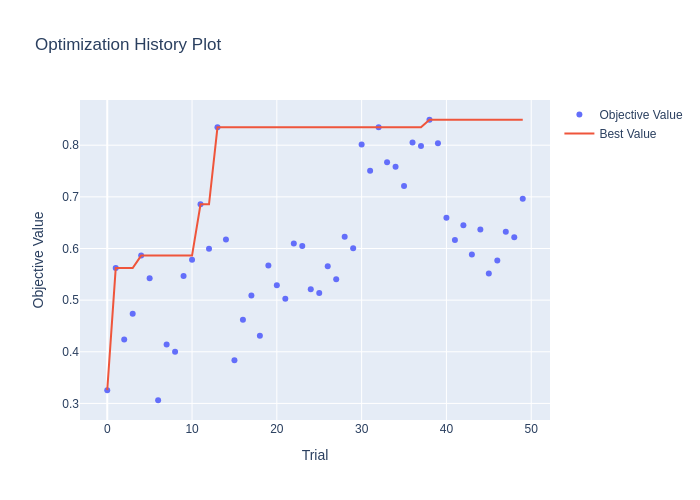 Optimization History Plot
Objective Value
Best Value
Objective Value
0.8
0.7
0.6
0.5
0.4
0.3
0 10 20 30 40 50
Trial